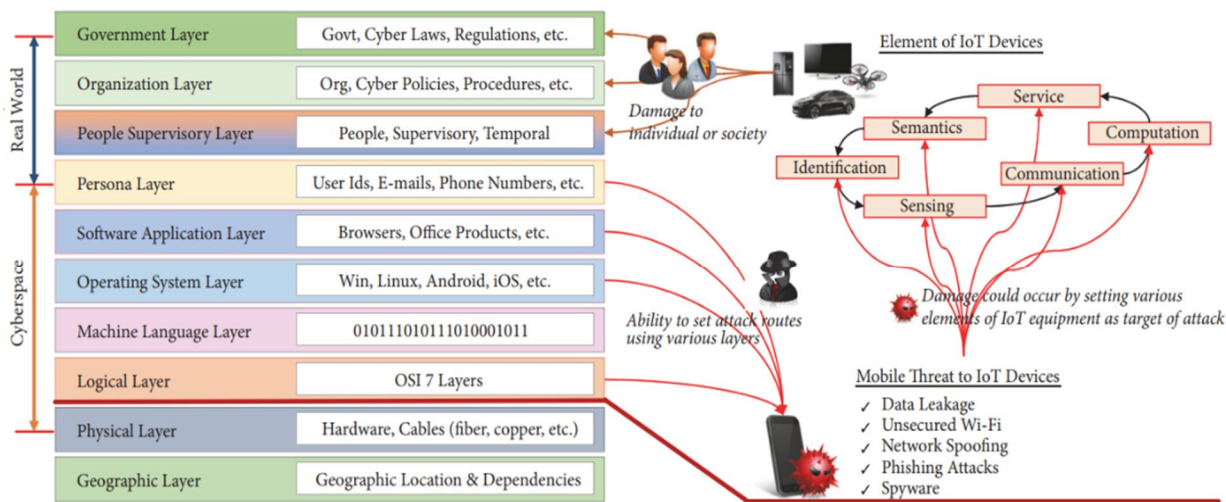 Real World
Cyberspace
Government Layer
Govt, Cyber Laws, Regulations, etc.
Organization Layer
Org, Cyber Policies, Procedures, etc.
People Supervisory Layer
People, Supervisory, Temporal
Persona Layer
User Ids, E-mails, Phone Numbers, etc.
Software Application Layer
Browsers, Office Products, etc.
Operating System Layer
Win, Linux, Android, iOS, etc.
Machine Language Layer
010111010111010001011
Logical Layer
OSI 7 Layers
Physical Layer
Hardware, Cables (fiber, copper, etc.)
Geographic Layer
Geographic Location & Dependencies
Damage to
individual or society
Ability to set attack routes
using various layers
Element of IoT Devices
Service
Semantics
Computation
Identification
Communication
Sensing
Damage could occur by setting various
elements of IoT equipment as target of attack
Mobile Threat to IoT Devices
✓ Data Leakage
✓ Unsecured Wi-Fi
✓ Network Spoofing
✓ Phishing Attacks
✓ Spyware